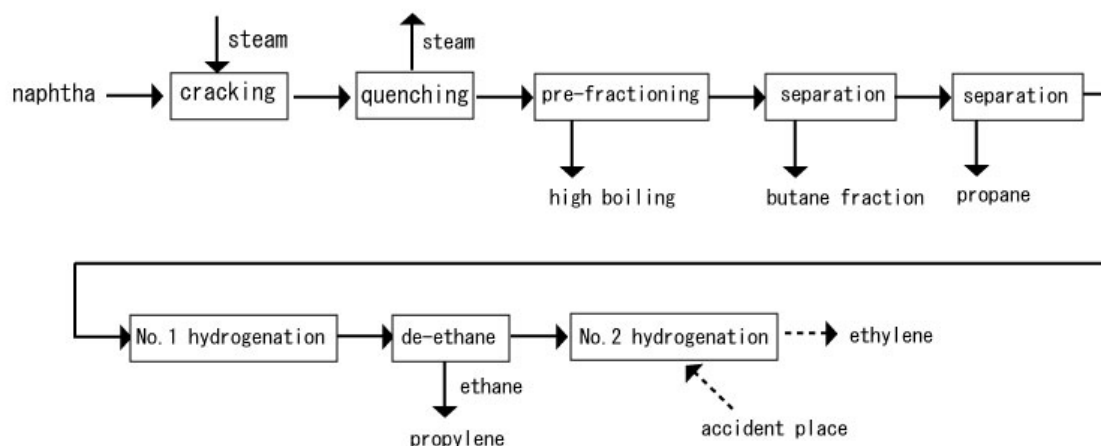 steam
steam
naphtha
cracking
quenching
pre-fractioning
separation
separation
high boiling
butane fraction
propane
No.1 hydrogenation
de-ethane
No.2 hydrogenation
ethylene
ethane
propylene
accident place